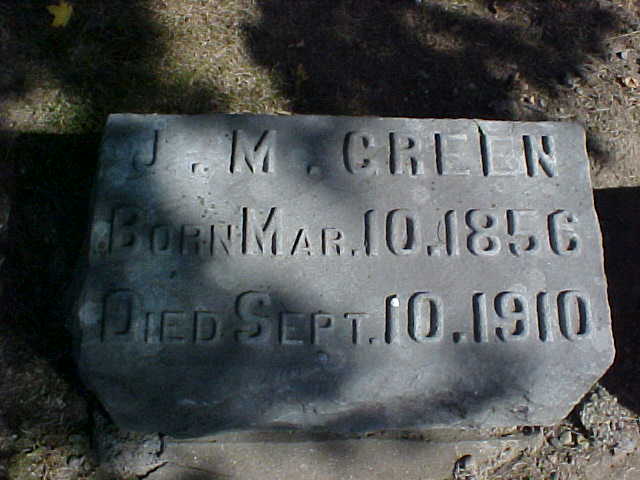 J. M. GREEN
BORN MAR. 10. 1856
DIED SEPT. 10. 1910